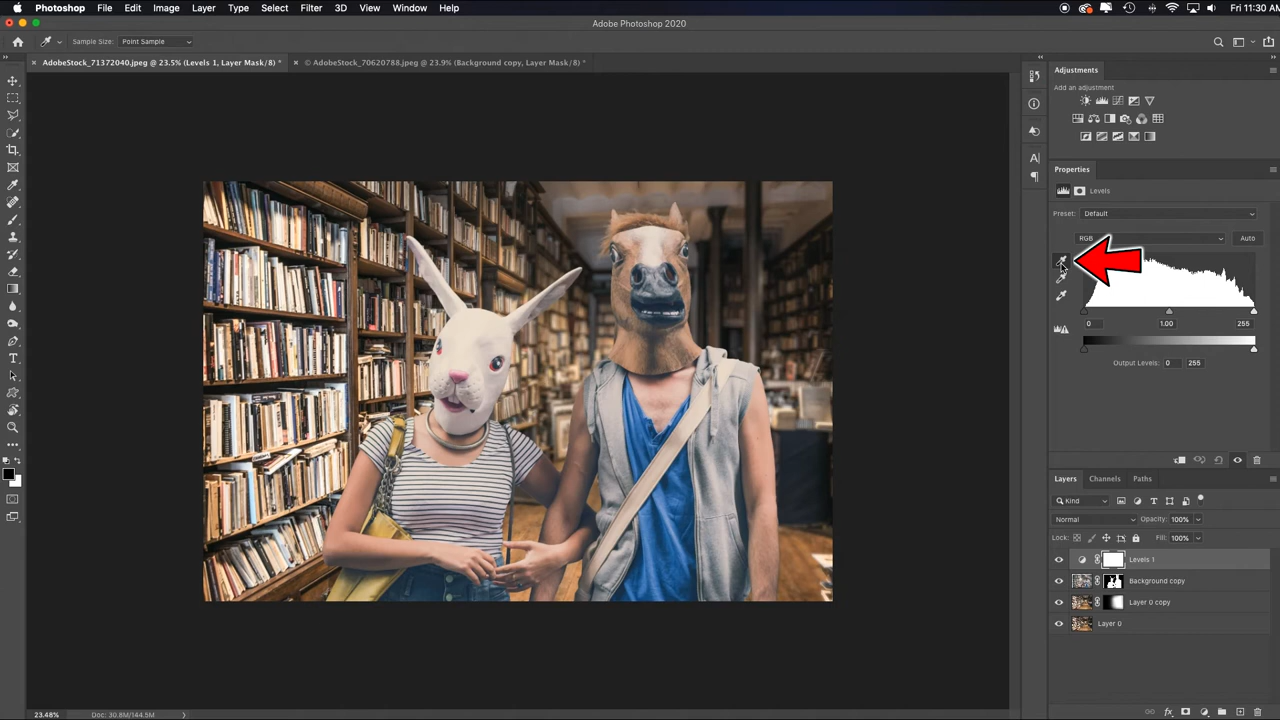 Photoshop File Edit Image Layer Type Select Filter 3D View Window Help Fri 11:30 AM
Adobe Photoshop 2020
Sample Size: Point Sample
AdobeStock_71372040.jpeg @ 23.5% (Levels 1, Layer Mask/8) * © AdobeStock_70620788.jpeg @ 23.9% (Background copy, Layer Mask/8) *
Adjustments
Add an adjustment
Properties
Levels
Preset: Default
RGB Auto
0 1.00 255
Output Levels: 0 255
Layers Channels Paths
Kind
Normal Opacity: 100%
Lock: Fill: 100%
Levels 1
Background copy
Layer 0 copy
Layer 0
23.48% Doc: 30.8M/144.5M